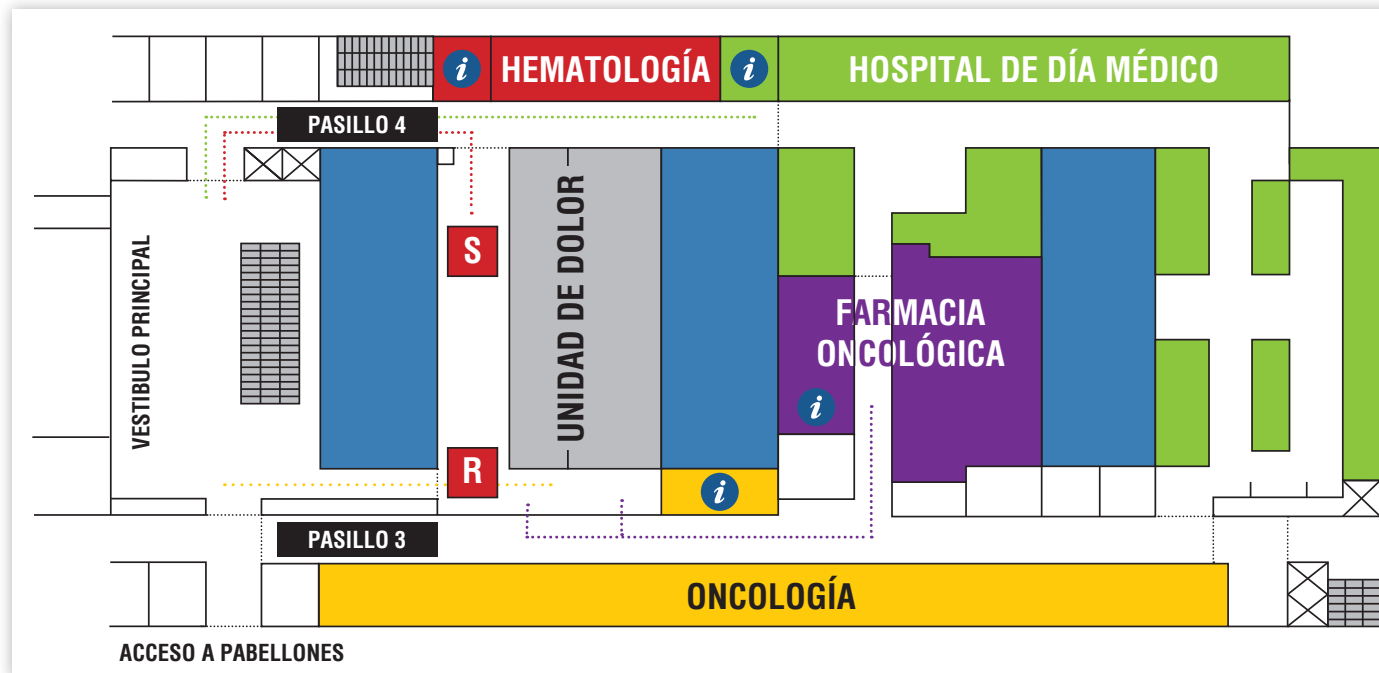 i
HEMATOLOGÍA
i
HOSPITAL DE DÍA MÉDICO
PASILLO 4
VESTIBULO PRINCIPAL
S
UNIDAD DE DOLOR
FARMACIA
ONCOLÓGICA
i
R
i
PASILLO 3
ONCOLOGÍA
ACCESO A PABELLONES